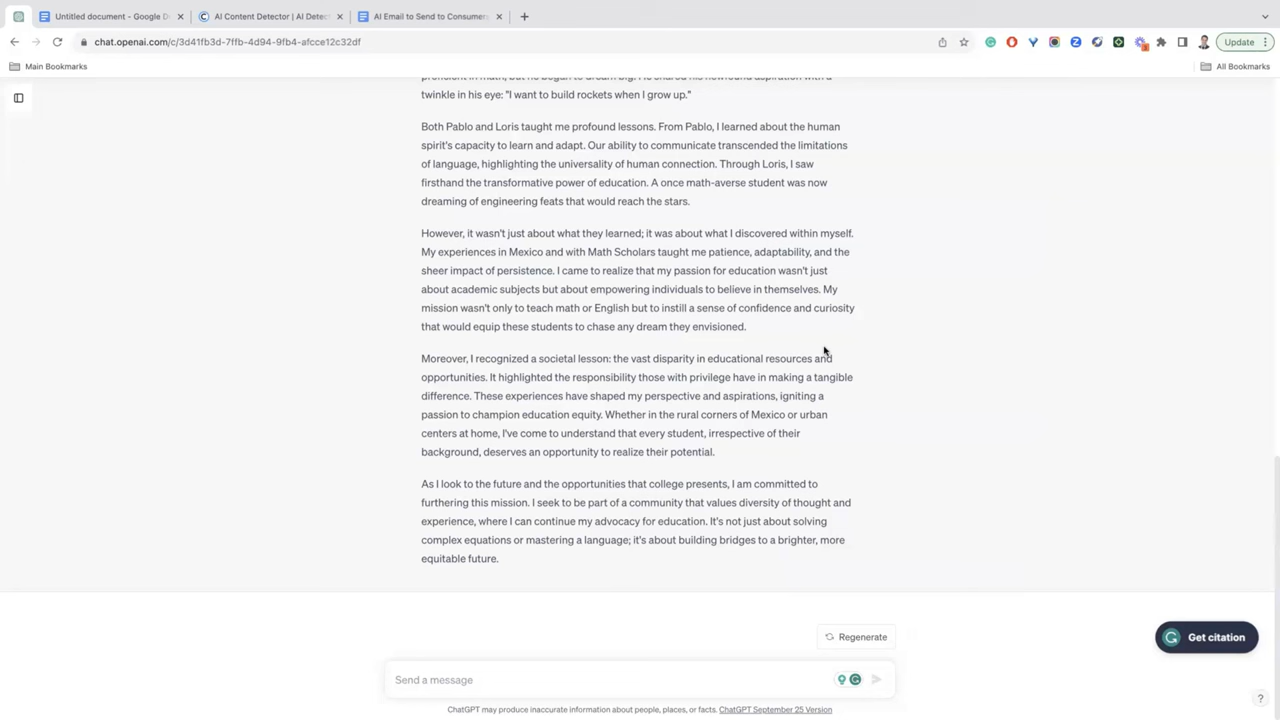 Undocumented document - Google D
AI Content Detector | AI Detec
AI Email to Send to Consumer
chat.openai.com/c/3d41fb3d-7ffb-4d94-9fb4-afcce12c32df
Update
Main Bookmarks
All Bookmarks
twinkle in his eye: "I want to build rockets when I grow up."
Both Pablo and Loris taught me profound lessons. From Pablo, I learned about the human
spirit's capacity to learn and adapt. Our ability to communicate transcended the limitations
of language, highlighting the universality of human connection. Through Loris, I saw
firsthand the transformative power of education. A once math-averse student was now
dreaming of engineering feats that would reach the stars.
However, it wasn't just about what they learned; it was about what I discovered within myself.
My experiences in Mexico and with Math Scholars taught me patience, adaptability, and the
sheer impact of persistence. I came to realize that my passion for education wasn't just
about academic subjects but about empowering individuals to believe in themselves. My
mission wasn't only to teach math or English but to instill a sense of confidence and curiosity
that would equip these students to chase any dream they envisioned.
Moreover, I recognized a societal lesson: the vast disparity in educational resources and
opportunities. It highlighted the responsibility those with privilege have in making a tangible
difference. These experiences have shaped my perspective and aspirations, igniting a
passion to champion education equity. Whether in the rural corners of Mexico or urban
centers at home, I've come to understand that every student, irrespective of their
background, deserves an opportunity to realize their potential.
As I look to the future and the opportunities that college presents, I am committed to
furthering this mission. I seek to be part of a community that values diversity of thought and
experience, where I can continue my advocacy for education. It's not just about solving
complex equations or mastering a language; it's about building bridges to a brighter, more
equitable future.
Regenerate
Get citation
Send a message
ChatGPT may produce inaccurate information about people, places, or facts. ChatGPT September 25 Version